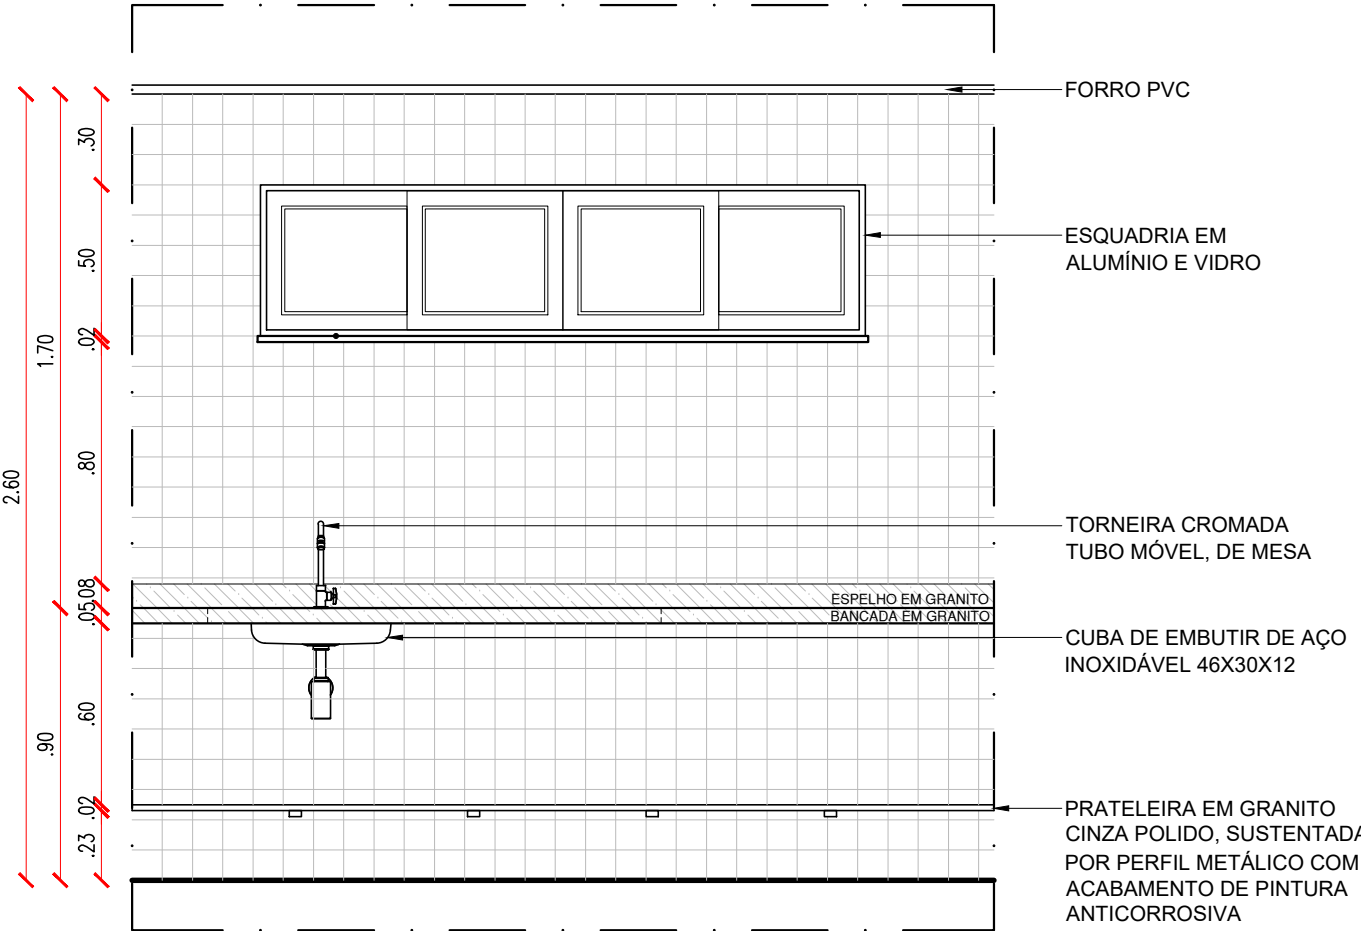 FORRO PVC
.30
ESQUADRIA EM
ALUMÍNIO E VIDRO
.50
.02
1.70
.80
2.60
TORNEIRA CROMADA
TUBO MÓVEL, DE MESA
.08
ESPELHO EM GRANITO
.05
BANCADA EM GRANITO
CUBA DE EMBUTIR DE AÇO
INOXIDÁVEL 46X30X12
.60
.90
.02
PRATELEIRA EM GRANITO
CINZA POLIDO, SUSTENTADA
POR PERFIL METÁLICO COM
ACABAMENTO DE PINTURA
ANTICORROSIVA
.23